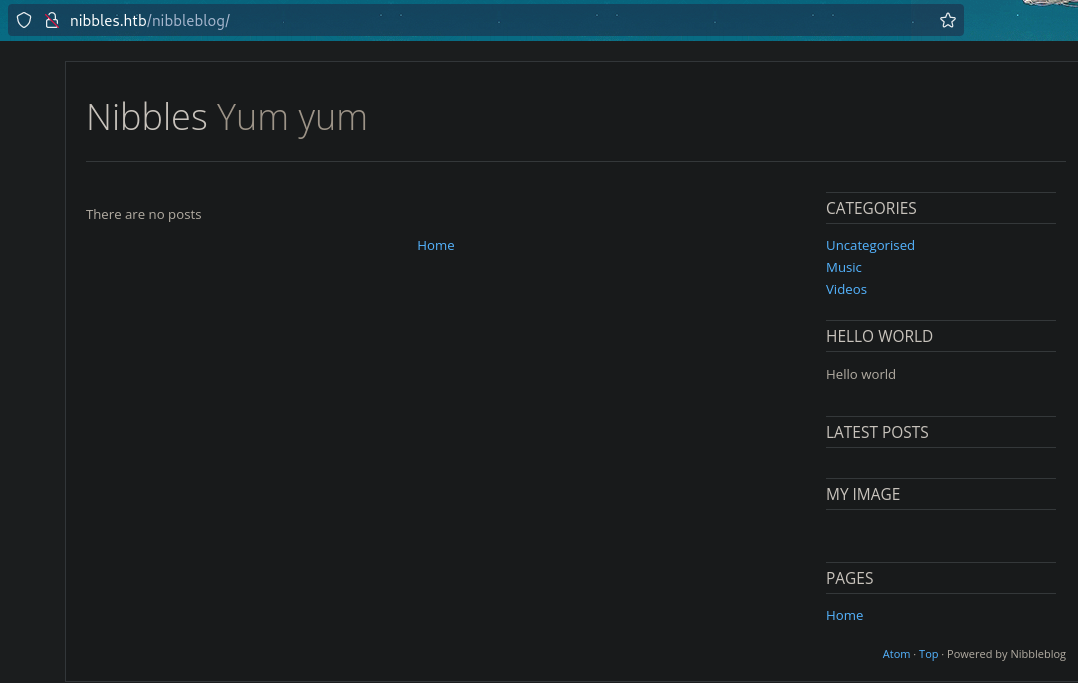 nibbles.htb/nibbleblog/
Nibbles Yum yum
There are no posts
Home
CATEGORIES
Uncategorised
Music
Videos
HELLO WORLD
Hello world
LATEST POSTS
MY IMAGE
PAGES
Home
Atom · Top · Powered by Nibbleblog